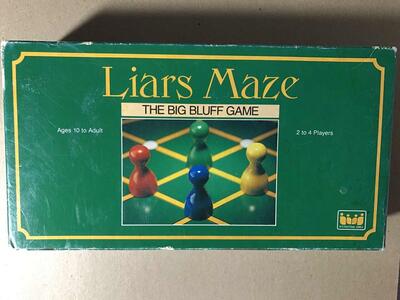 Liars Maze
THE BIG BLUFF GAME
Ages 10 to Adult
2 to 4 Players